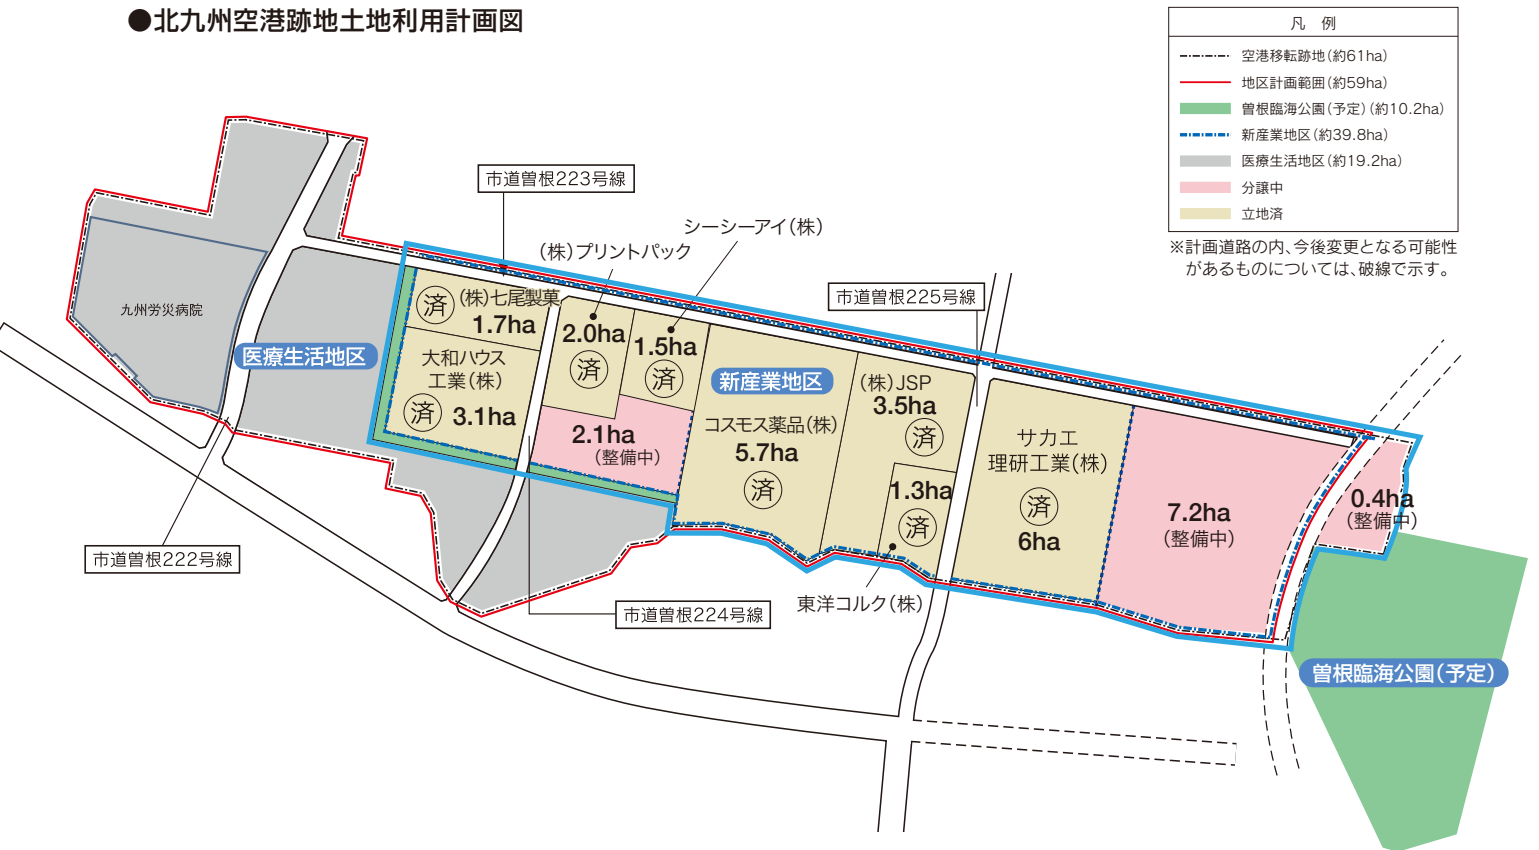 ●北九州空港跡地土地利用計画図
凡 例
空港移転跡地(約61ha)
地区計画範囲(約59ha)
曽根臨海公園(予定)(約10.2ha)
新産業地区(約39.8ha)
医療生活地区(約19.2ha)
分譲中
立地済
※計画道路の内、今後変更となる可能性
があるものについては、破線で示す。
市道曽根223号線
シーシーアイ(株)
(株)プリントパック
市道曽根225号線
九州労災病院
医療生活地区
済
(株)七尾製菓
1.7ha
大和ハウス
工業(株)
済
3.1ha
2.0ha
済
1.5ha
済
2.1ha
(整備中)
新産業地区
コスモス薬品(株)
5.7ha
済
(株)JSP
3.5ha
済
1.3ha
済
サカエ
理研工業(株)
済
6ha
7.2ha
(整備中)
0.4ha
(整備中)
市道曽根222号線
市道曽根224号線
東洋コルク(株)
曽根臨海公園(予定)